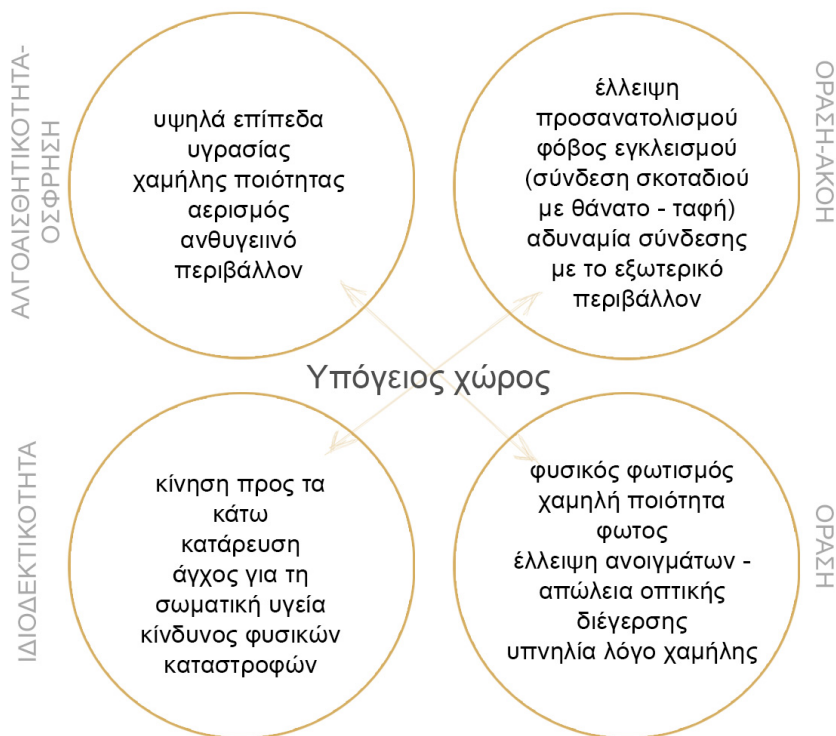 ΑΛΓΟΑΙΣΘΗΤΙΚΟΤΗΤΑ-
ΟΣΦΡΗΣΗ
υψηλά επίπεδα
υγρασίας
χαμήλης ποιότητας
αερισμός
ανθυγειινό
περιβάλλον
ΟΡΑΣΗ-ΑΚΟΗ
έλλειψη
προσανατολισμού
φόβος εγκλεισμού
(σύνδεση σκοταδιού
με θάνατο - ταφή)
αδυναμία σύνδεσης
με το εξωτερικό
περιβάλλον
Υπόγειος χώρος
ΙΔΙΟΔΕΚΤΙΚΟΤΗΤΑ
κίνηση προς τα
κάτω
κατάρευση
άγχος για τη
σωματική υγεία
κίνδυνος φυσικών
καταστροφών
ΟΡΑΣΗ
φυσικός φωτισμός
χαμηλή ποιότητα
φωτος
έλλειψη ανοιγμάτων -
απώλεια οπτικής
διέγερσης
υπνηλία λόγο χαμήλης